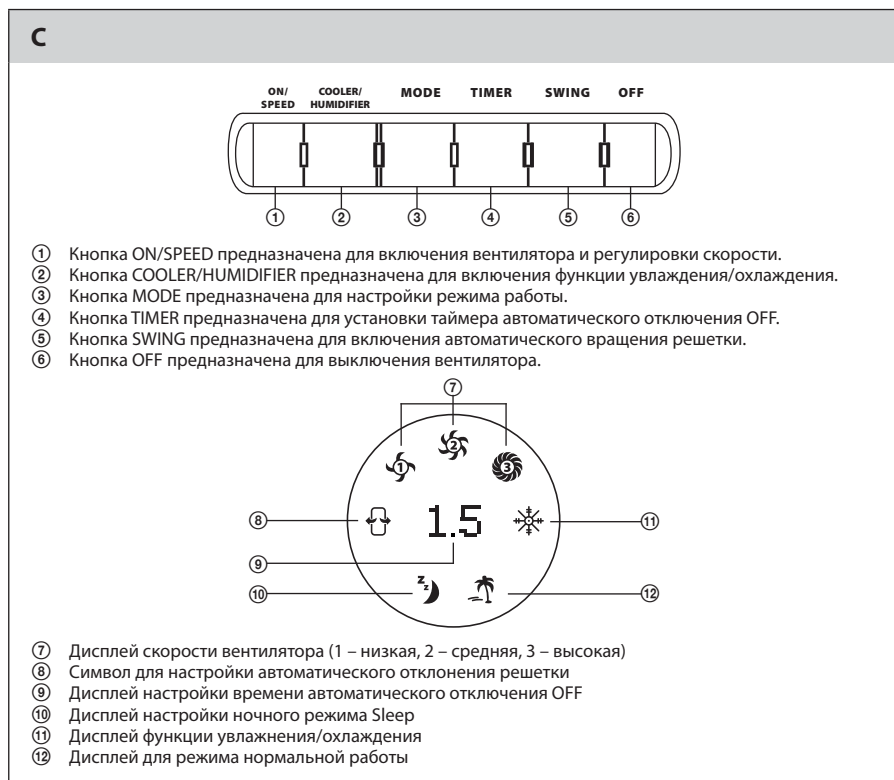 C
ON/ COOLER/ MODE TIMER SWING OFF
SPEED HUMIDIFIER
① ② ③ ④ ⑤ ⑥
① Кнопка ON/SPEED предназначена для включения вентилятора и регулировки скорости.
② Кнопка COOLER/HUMIDIFIER предназначена для включения функции увлаждения/охлаждения.
③ Кнопка MODE предназначена для настройки режима работы.
④ Кнопка TIMER предназначена для установки таймера автоматического отключения OFF.
⑤ Кнопка SWING предназначена для включения автоматического вращения решетки.
⑥ Кнопка OFF предназначена для выключения вентилятора.
⑦
2
1 3
⑧ 1.5 ⑪
⑨
⑩ Z z ⑫
⑦ Дисплей скорости вентилятора (1 – низкая, 2 – средняя, 3 – высокая)
⑧ Символ для настройки автоматического отклонения решетки
⑨ Дисплей настройки времени автоматического отключения OFF
⑩ Дисплей настройки ночного режима Sleep
⑪ Дисплей функции увлажнения/охлаждения
⑫ Дисплей для режима нормальной работы